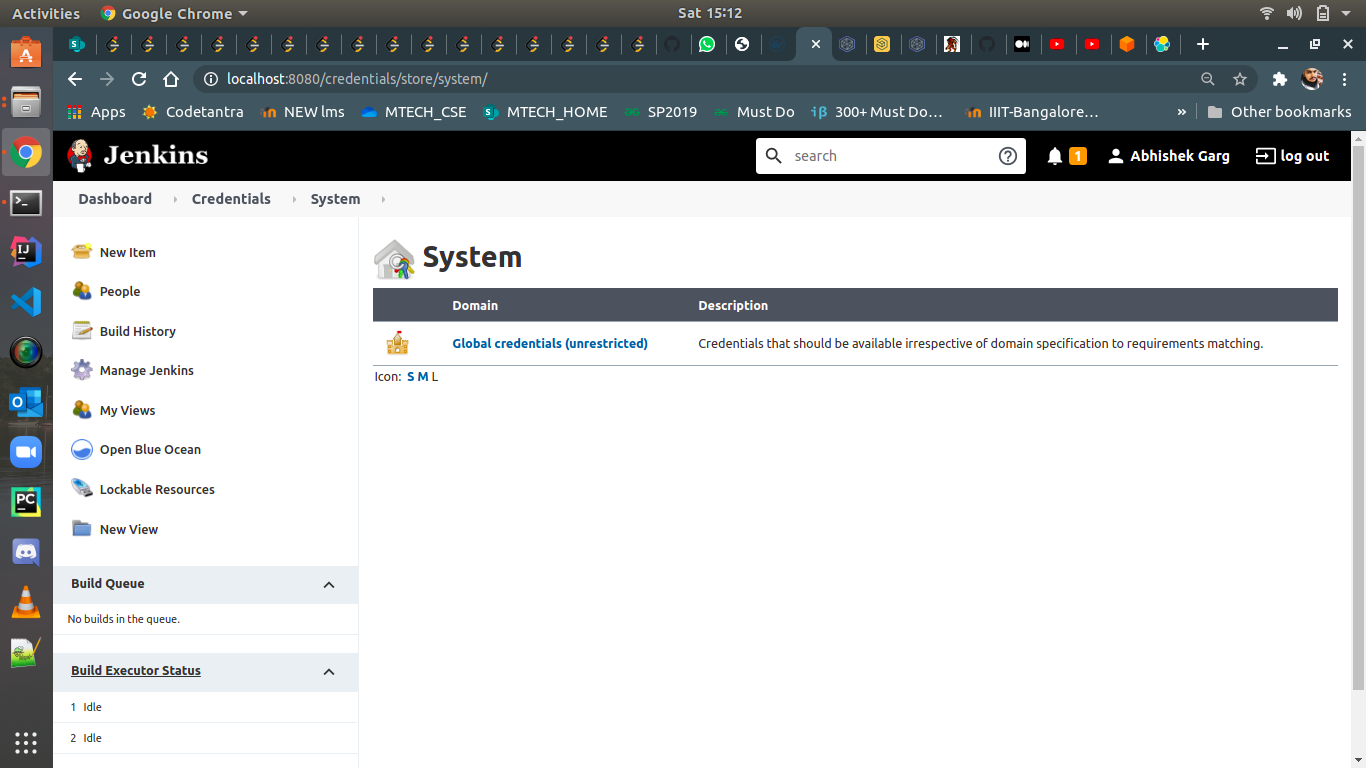 Activities Google Chrome Sat 15:12
localhost:8080/credentials/store/system/
Apps Codetantra NEW lms MTECH_CSE MTECH_HOME SP2019 Must Do 300+ Must Do... IIIT-Bangalore... » Other bookmarks
Jenkins search 1 Abhishek Garg log out
Dashboard Credentials System
New Item
People
Build History
Manage Jenkins
My Views
Open Blue Ocean
Lockable Resources
New View
Build Queue
No builds in the queue.
Build Executor Status
1 Idle
2 Idle
System
Domain Description
Global credentials (unrestricted) Credentials that should be available irrespective of domain specification to requirements matching.
Icon: S M L